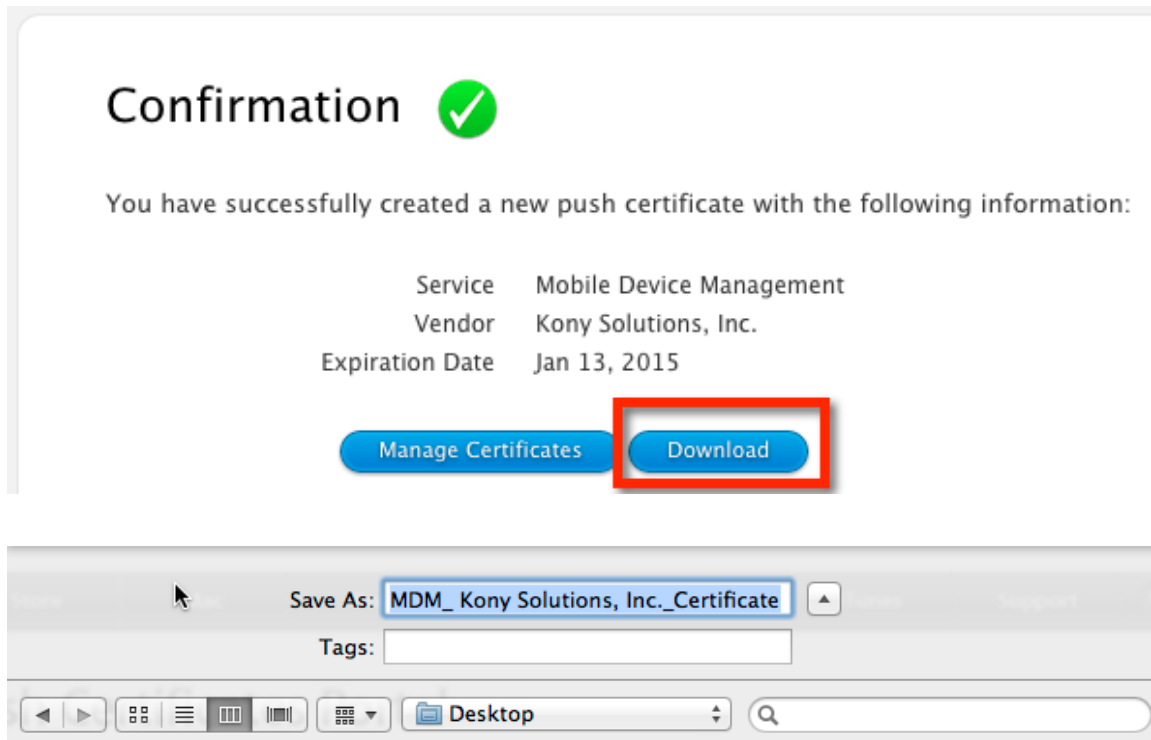 Confirmation
You have successfully created a new push certificate with the following information:
Service Mobile Device Management
Vendor Kony Solutions, Inc.
Expiration Date Jan 13, 2015
Manage Certificates Download
Save As: MDM_ Kony Solutions, Inc._Certificate
Tags:
Desktop